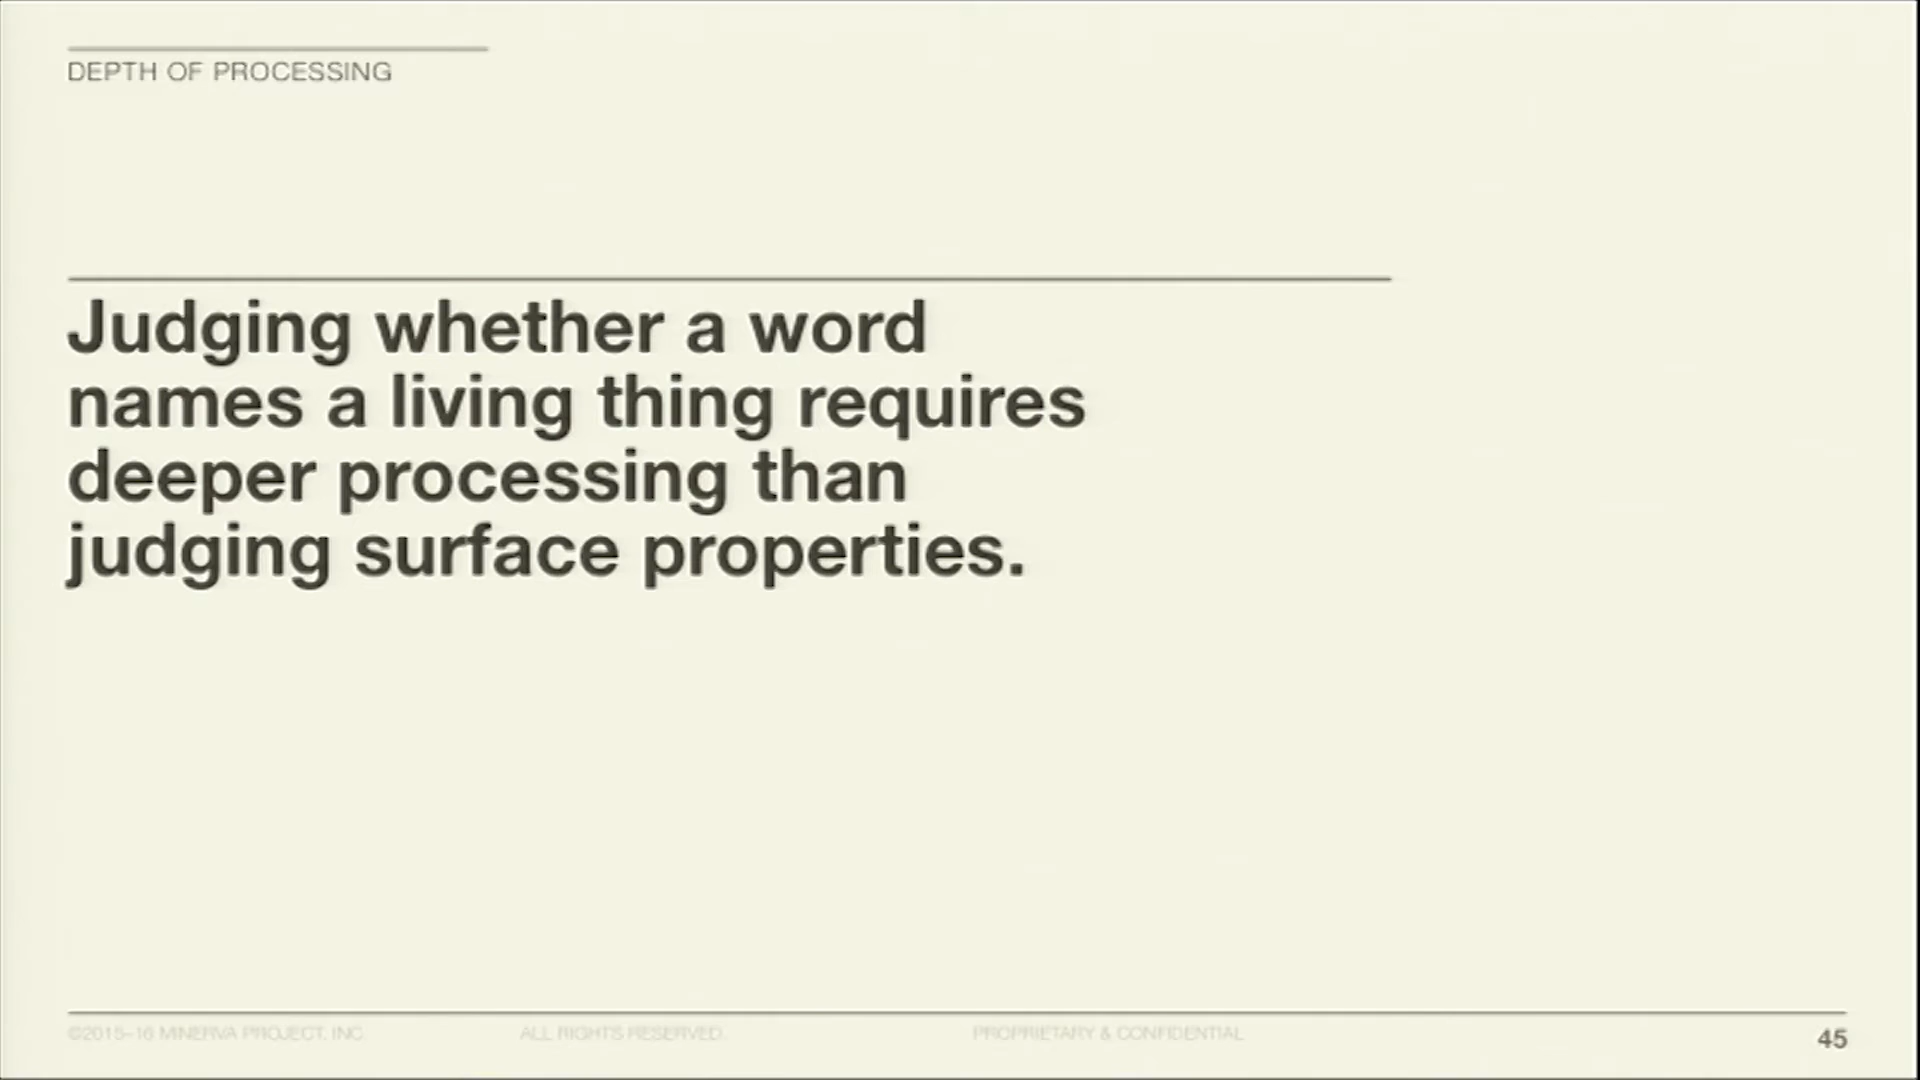 DEPTH OF PROCESSING
Judging whether a word
names a living thing requires
deeper processing than
judging surface properties.
©2015–16 MINERVA PROJECT, INC.
ALL RIGHTS RESERVED
PROPRIETARY & CONFIDENTIAL
45